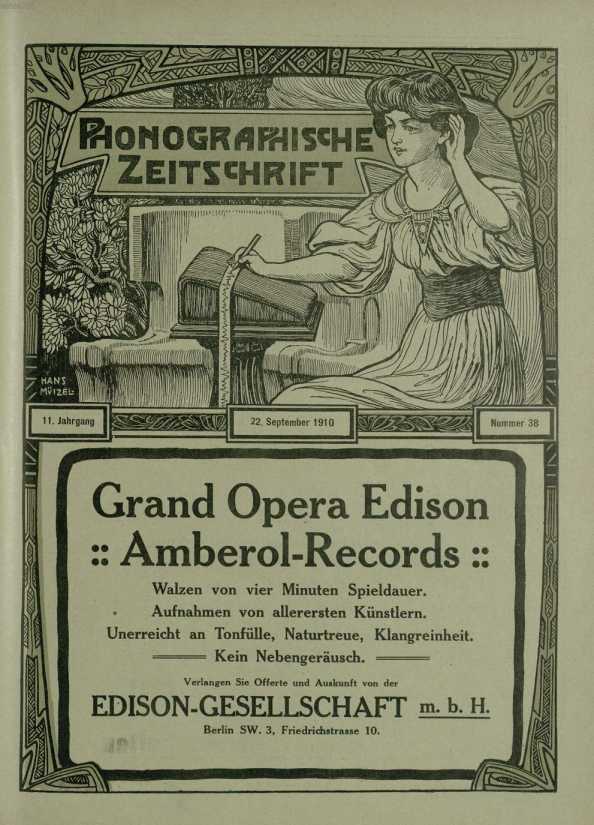 PHONOGRAPHISCHE
ZEITSCHRIFT
HANS
MÜTZEL
11. Jahrgang
22. September 1910
Nummer 38
Grand Opera Edison
:: Amberol-Records ::
Walzen von vier Minuten Spieldauer.
Aufnahmen von allerersten Künstlern.
Unerreicht an Tonfülle, Naturtreue, Klangreinheit.
Kein Nebengeräusch.
Verlangen Sie Offerte und Auskunft von der
EDISON-GESELLSCHAFT m. b. H.
Berlin SW. 3, Friedrichstrasse 10.